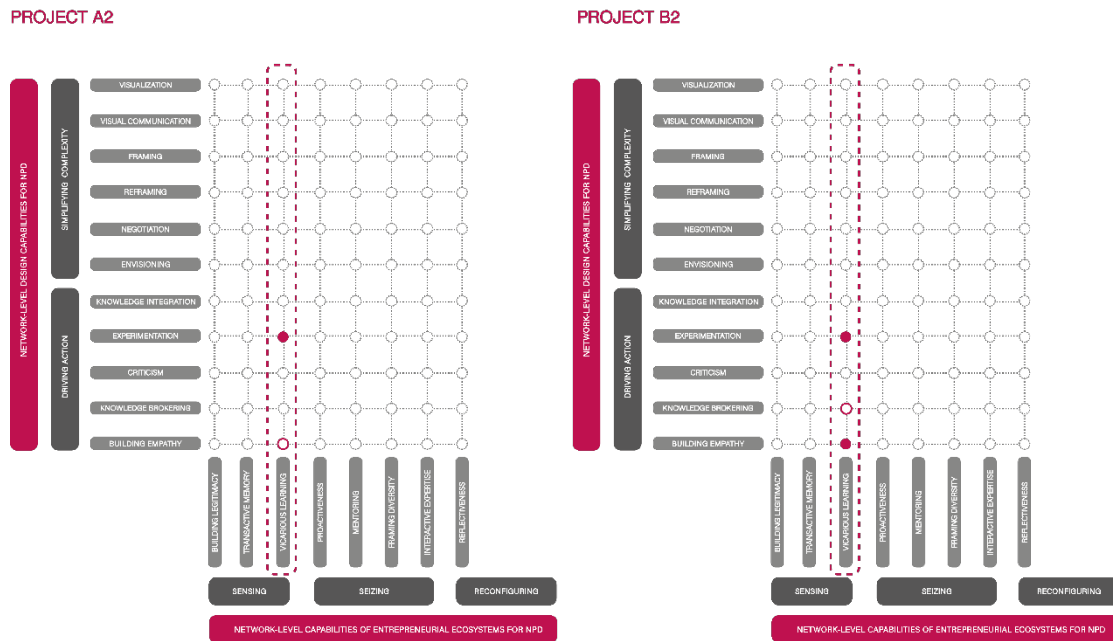 PROJECT A2
NETWORK-LEVEL DESIGN CAPABILITIES FOR NPD
SIMPLIFYING COMPLEXITY
VISUALIZATION
VISUAL COMMUNICATION
FRAMING
REFRAMING
NEGOTIATION
ENVISIONING
DRIVING ACTION
KNOWLEDGE INTEGRATION
EXPERIMENTATION
CRITICISM
KNOWLEDGE BROKERING
BUILDING EMPATHY
BUILDING LEGITIMACY
TRANSACTIVE MEMORY
VICARIOUS LEARNING
PROACTIVENESS
MENTORING
FRAMING DIVERSITY
INTERACTIVE EXPERTISE
REFLECTIVENESS
SENSING
SEIZING
RECONFIGURING
NETWORK-LEVEL CAPABILITIES OF ENTREPRENEURIAL ECOSYSTEMS FOR NPD
PROJECT B2
NETWORK-LEVEL DESIGN CAPABILITIES FOR NPD
SIMPLIFYING COMPLEXITY
VISUALIZATION
VISUAL COMMUNICATION
FRAMING
REFRAMING
NEGOTIATION
ENVISIONING
DRIVING ACTION
KNOWLEDGE INTEGRATION
EXPERIMENTATION
CRITICISM
KNOWLEDGE BROKERING
BUILDING EMPATHY
BUILDING LEGITIMACY
TRANSACTIVE MEMORY
VICARIOUS LEARNING
PROACTIVENESS
MENTORING
FRAMING DIVERSITY
INTERACTIVE EXPERTISE
REFLECTIVENESS
SENSING
SEIZING
RECONFIGURING
NETWORK-LEVEL CAPABILITIES OF ENTREPRENEURIAL ECOSYSTEMS FOR NPD